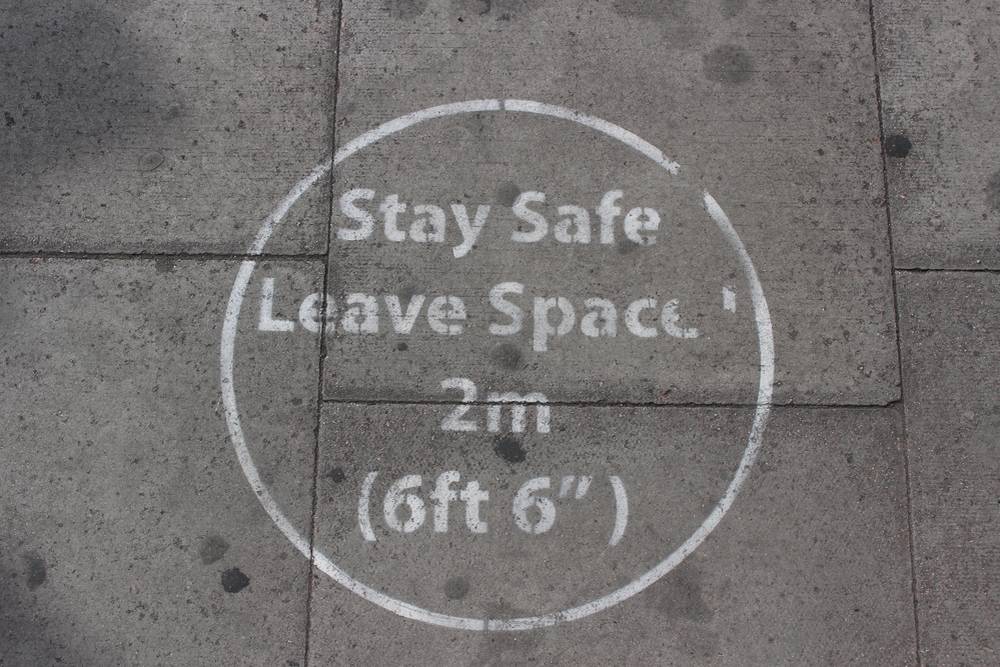 Stay Safe
Leave Space '
2m
(6ft 6")